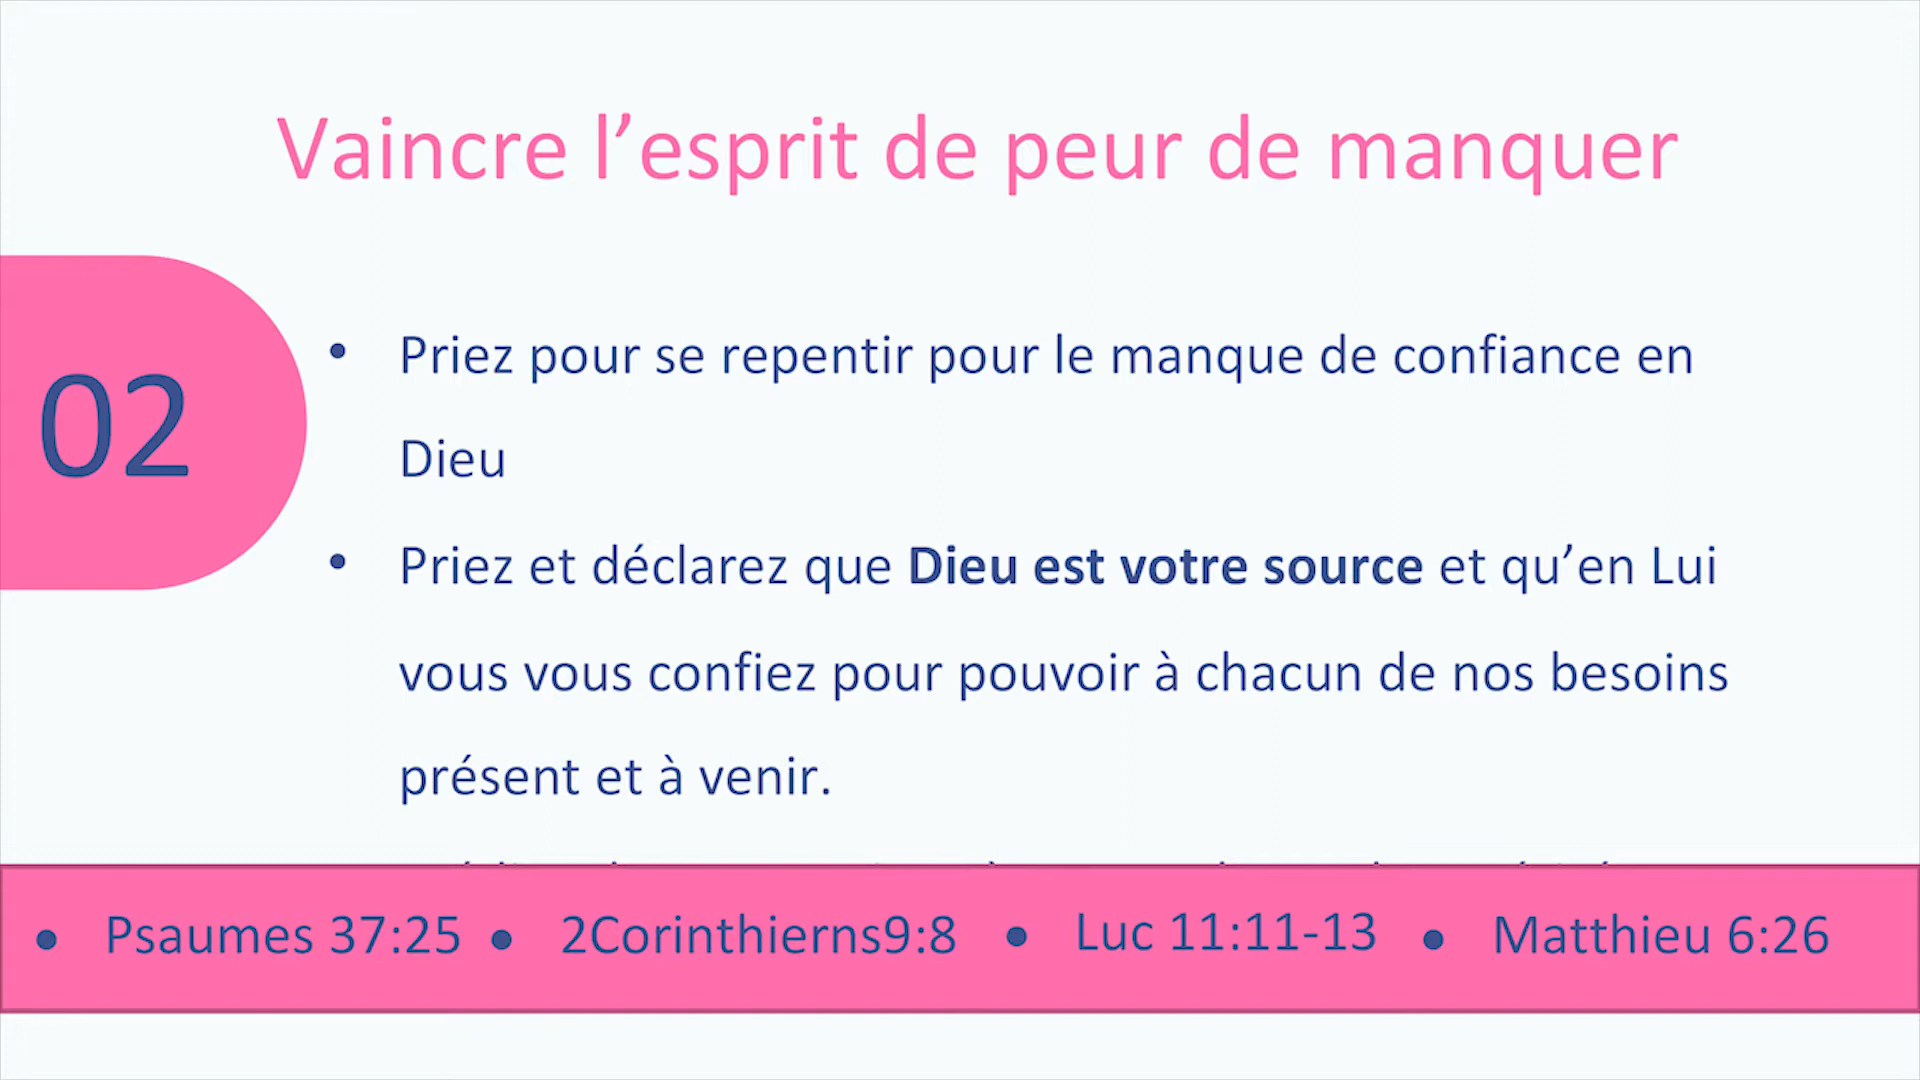 Vaincre l’esprit de peur de manquer
02
• Priez pour se repentir pour le manque de confiance en
Dieu
• Priez et déclarez que Dieu est votre source et qu’en Lui
vous vous confiez pour pouvoir à chacun de nos besoins
présent et à venir.
• Psaumes 37:25 • 2Corinthierns9:8 • Luc 11:11-13 • Matthieu 6:26